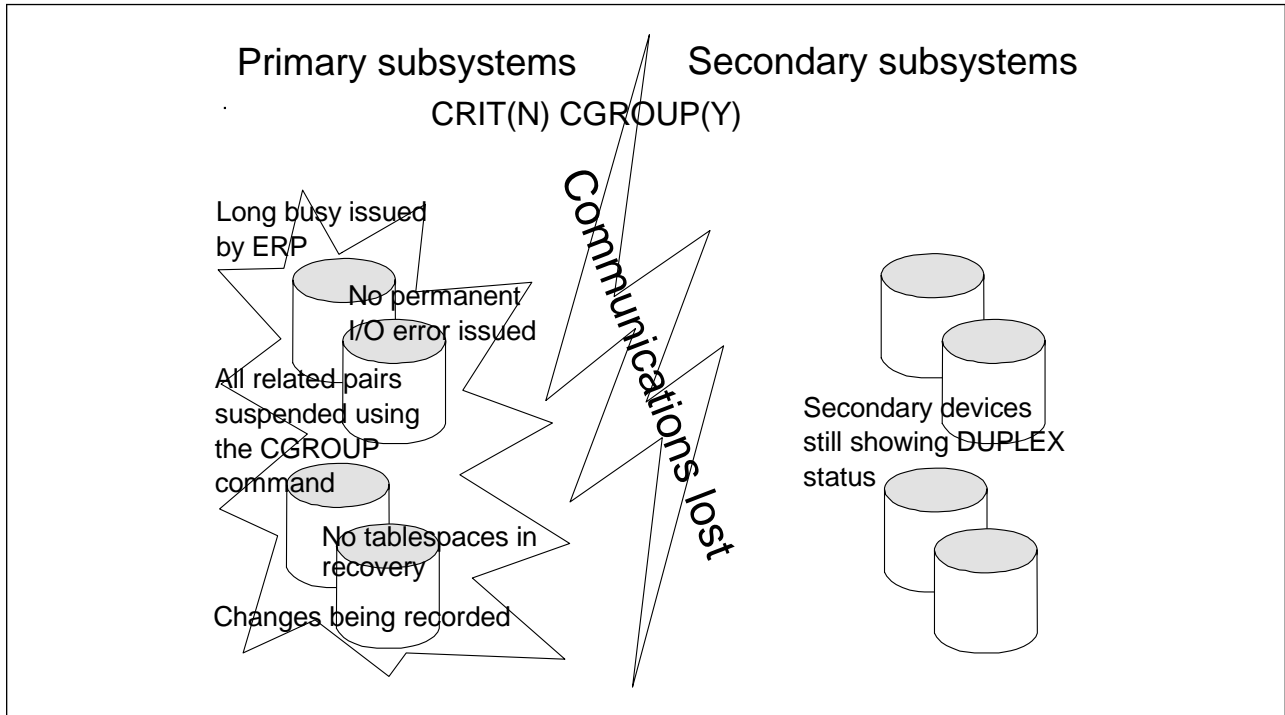 Primary subsystems
Secondary subsystems
CRIT(N) CGROUP(Y)
Long busy issued
by ERP
No permanent
I/O error issued
All related pairs
suspended using
the CGROUP
command
No tablespaces in
recovery
Changes being recorded
Communications lost
Secondary devices
still showing DUPLEX
status